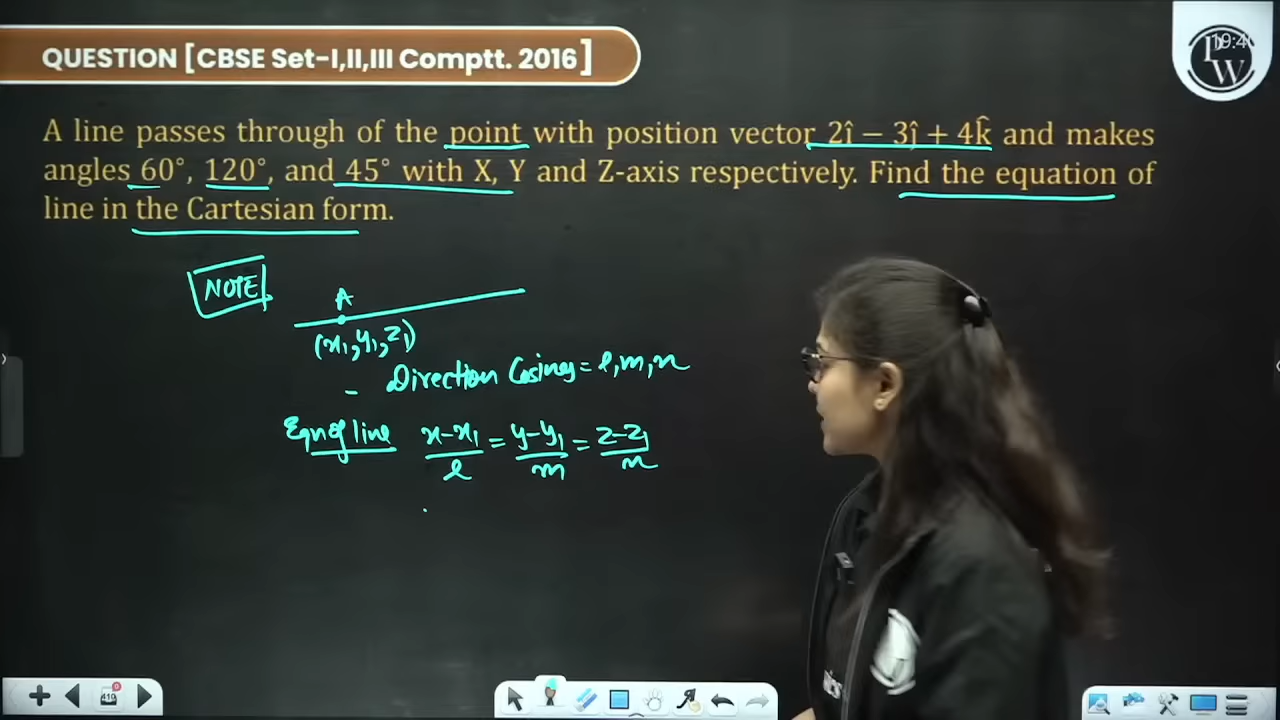 QUESTION [CBSE Set-I,II,III Comptt. 2016]
A line passes through of the point with position vector 2î − 3ĵ + 4k̂ and makes
angles 60°, 120°, and 45° with X, Y and Z-axis respectively. Find the equation of
line in the Cartesian form.
NOTE
A
(x₁,y₁,z₁)
- Direction Cosines = l,m,n
Eqn of line x-x₁/l = y-y₁/m = z-z₁/n
W
410